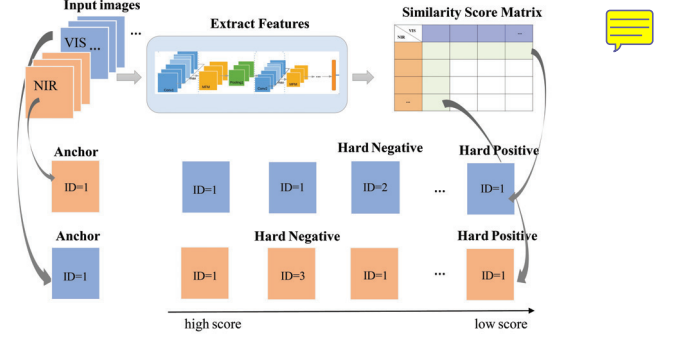 Input images
VIS ...
...
NIR
Extract Features
Similarity Score Matrix
VIS
NIR
...
...
Anchor
Hard Negative
Hard Positive
ID=1
ID=1
ID=1
ID=2
...
ID=1
Anchor
Hard Negative
Hard Positive
ID=1
ID=1
ID=3
ID=1
...
ID=1
high score
low score